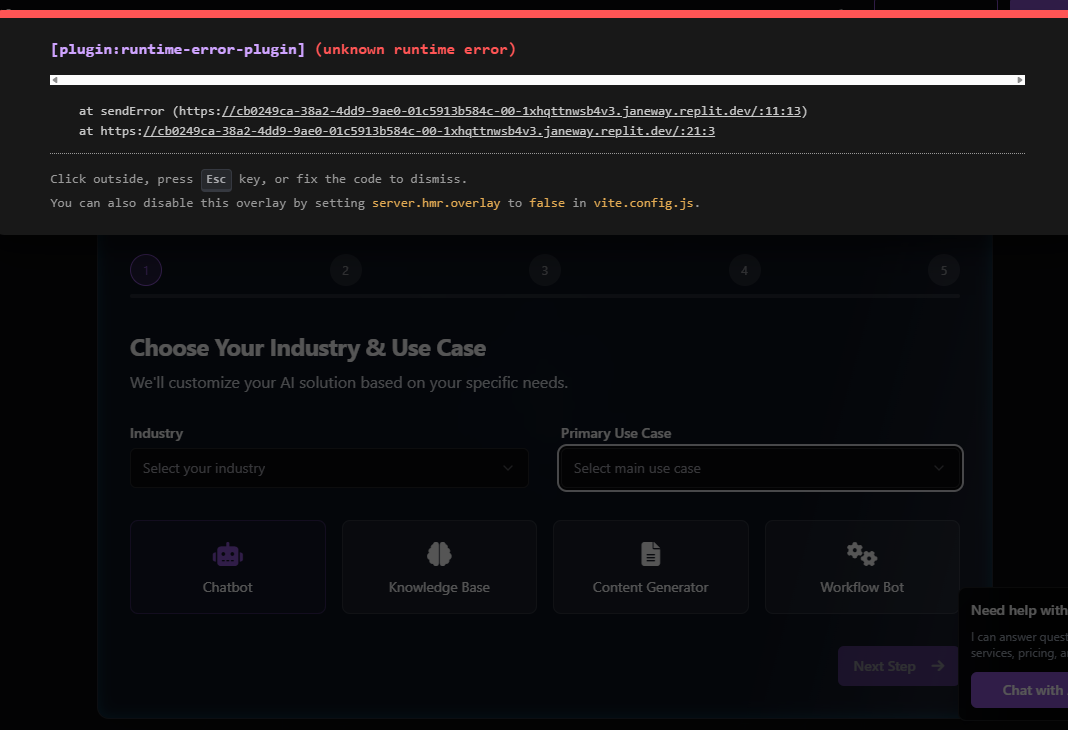 [plugin:runtime-error-plugin] (unknown runtime error)
at sendError (https://cb0249ca-38a2-4dd9-9ae0-01c5913b584c-00-1xhqttnwsb4v3.janeway.replit.dev/:11:13)
at https://cb0249ca-38a2-4dd9-9ae0-01c5913b584c-00-1xhqttnwsb4v3.janeway.replit.dev/:21:3
Click outside, press Esc key, or fix the code to dismiss.
You can also disable this overlay by setting server.hmr.overlay to false in vite.config.js.
1 2 3 4 5
Choose Your Industry & Use Case
We'll customize your AI solution based on your specific needs.
Industry Primary Use Case
Select your industry Select main use case
Chatbot Knowledge Base Content Generator Workflow Bot
Need help with
I can answer quest
services, pricing, a
Next Step
Chat with